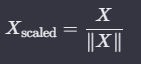 X_scaled = X / ‖X‖